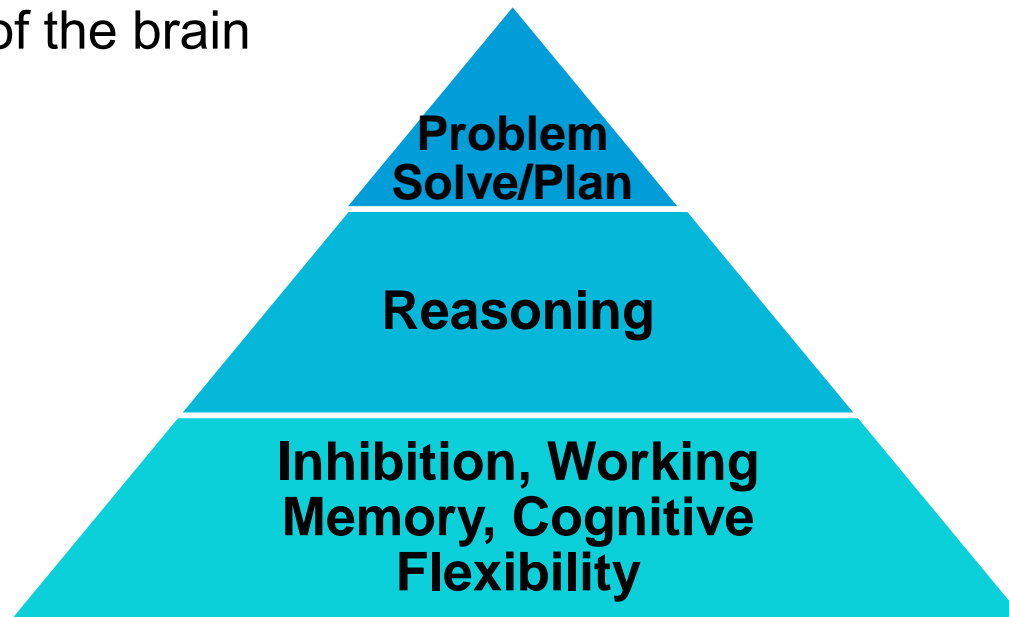 of the brain
Problem
Solve/Plan
Reasoning
Inhibition, Working
Memory, Cognitive
Flexibility